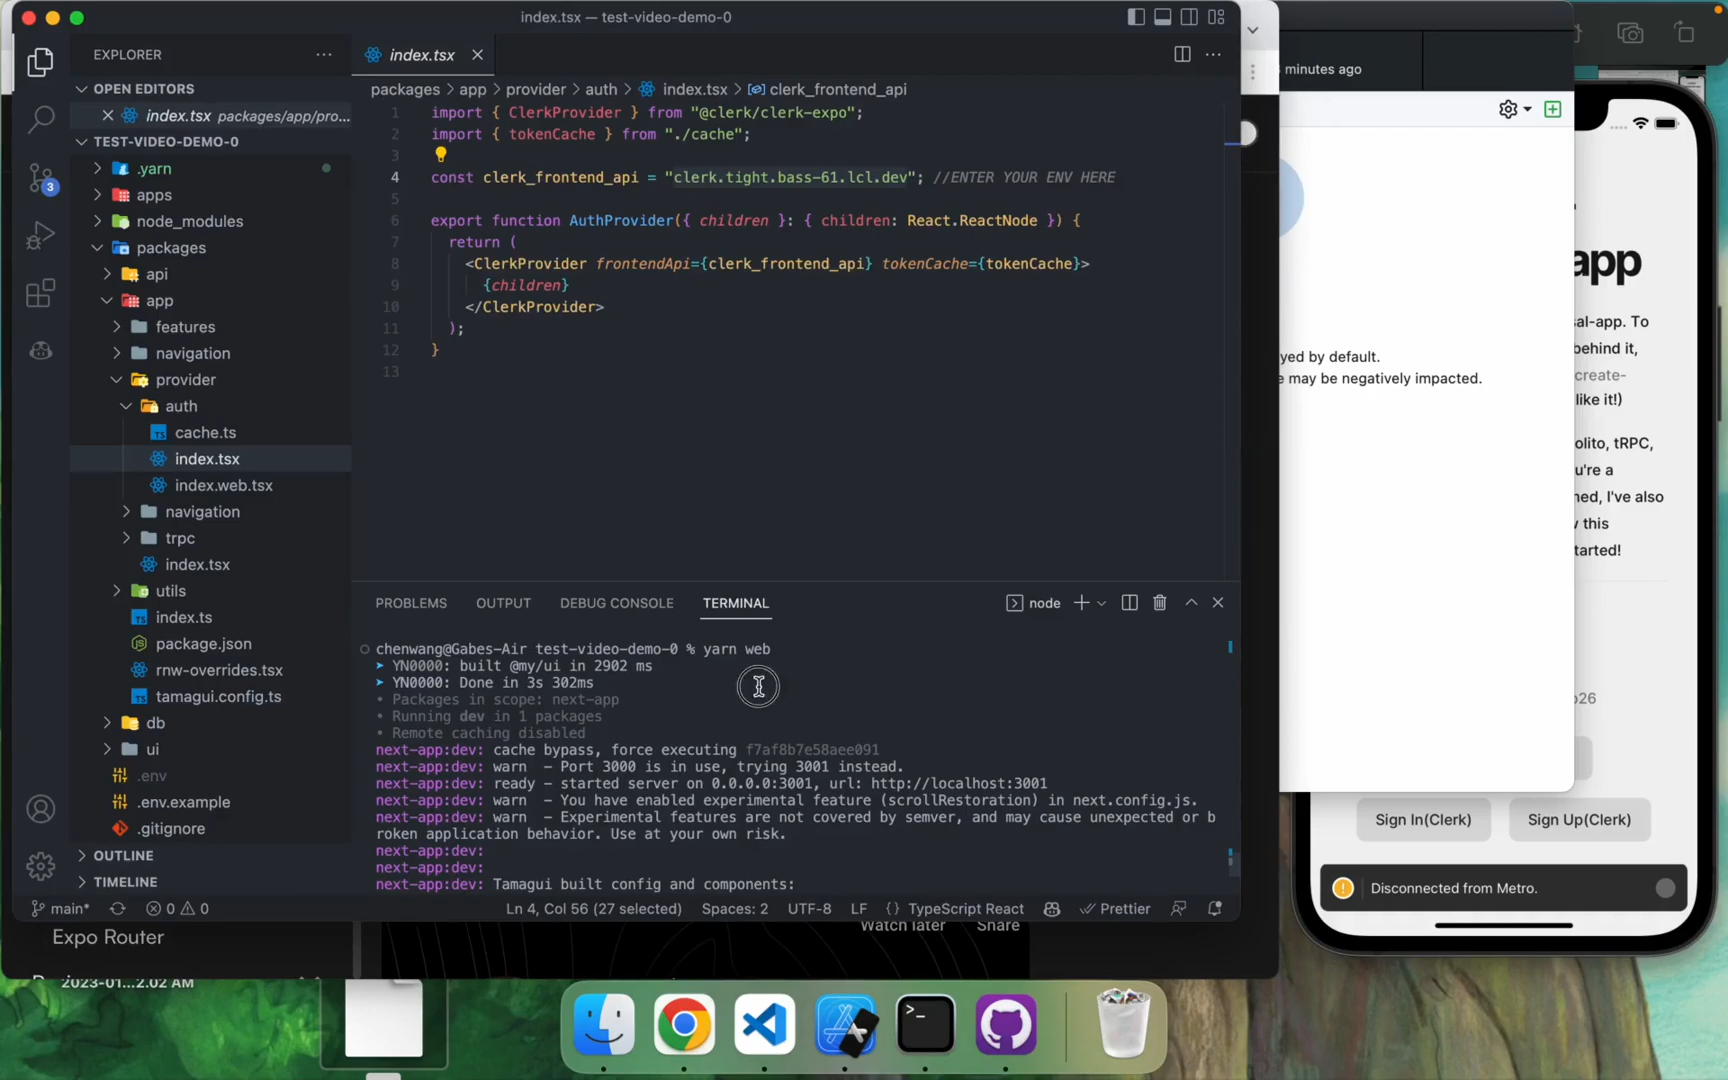 index.tsx — test-video-demo-0
EXPLORER
OPEN EDITORS
index.tsx packages/app/pro...
TEST-VIDEO-DEMO-0
.yarn
apps
node_modules
packages
api
app
features
navigation
provider
auth
cache.ts
index.tsx
index.web.tsx
navigation
trpc
index.tsx
utils
index.ts
package.json
rnw-overrides.tsx
tamagui.config.ts
db
ui
.env
.env.example
.gitignore
OUTLINE
TIMELINE
3
index.tsx
packages > app > provider > auth > index.tsx > clerk_frontend_api
1 import { ClerkProvider } from "@clerk/clerk-expo";
2 import { tokenCache } from "./cache";
3
4 const clerk_frontend_api = "clerk.tight.bass-61.lcl.dev"; //ENTER YOUR ENV HERE
5
6 export function AuthProvider({ children }: { children: React.ReactNode }) {
7 return (
8 <ClerkProvider frontendApi={clerk_frontend_api} tokenCache={tokenCache}>
9 {children}
10 </ClerkProvider>
11 );
12 }
13
PROBLEMS OUTPUT DEBUG CONSOLE TERMINAL
node
chenwang@Gabes-Air test-video-demo-0 % yarn web
➤ YN0000: built @my/ui in 2902 ms
➤ YN0000: Done in 3s 302ms
• Packages in scope: next-app
• Running dev in 1 packages
• Remote caching disabled
next-app:dev: cache bypass, force executing f7af8b7e58aee091
next-app:dev: warn - Port 3000 is in use, trying 3001 instead.
next-app:dev: ready - started server on 0.0.0.0:3001, url: http://localhost:3001
next-app:dev: warn - You have enabled experimental feature (scrollRestoration) in next.config.js.
next-app:dev: warn - Experimental features are not covered by semver, and may cause unexpected or b
roken application behavior. Use at your own risk.
next-app:dev:
next-app:dev:
next-app:dev: Tamagui built config and components:
main* 0 0 Ln 4, Col 56 (27 selected) Spaces: 2 UTF-8 LF {} TypeScript React Prettier
Expo Router
Watch later Share
2023-01...2.02 AM
minutes ago
yed by default.
e may be negatively impacted.
app
sal-app. To
behind it,
create-
like it!)
olito, tRPC,
u're a
ned, I've also
v this
tarted!
o26
Sign In(Clerk) Sign Up(Clerk)
Disconnected from Metro.